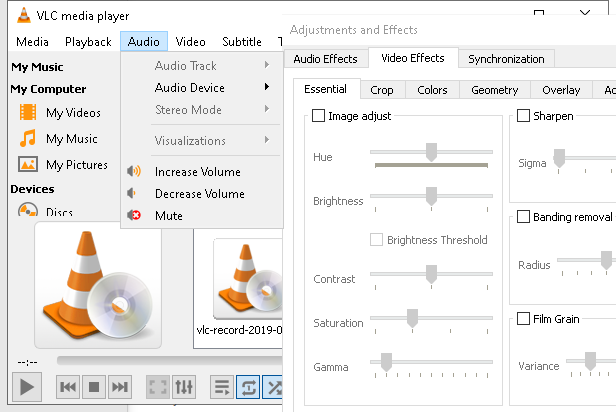 VLC media player
Media Playback Audio Video Subtitle
My Music
My Computer
My Videos
My Music
My Pictures
Devices
Discs
Audio Track
Audio Device
Stereo Mode
Visualizations
Increase Volume
Decrease Volume
Mute
vlc-record-2019-0
--:--
Adjustments and Effects
Audio Effects Video Effects Synchronization
Essential Crop Colors Geometry Overlay
Image adjust
Hue
Brightness
Brightness Threshold
Contrast
Saturation
Gamma
Sharpen
Sigma
Banding removal
Radius
Film Grain
Variance